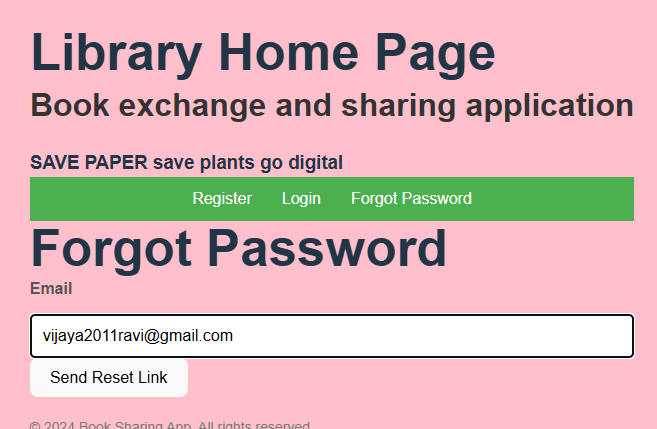 Library Home Page
Book exchange and sharing application
SAVE PAPER save plants go digital
Register Login Forgot Password
Forgot Password
Email
vijaya2011ravi@gmail.com
Send Reset Link
© 2024 Book Sharing App. All rights reserved.